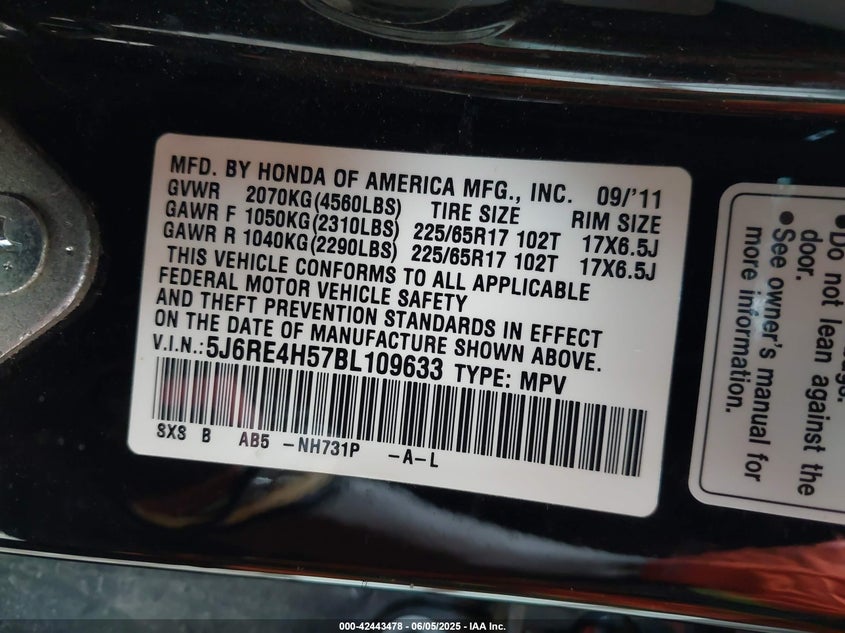 MFD. BY HONDA OF AMERICA MFG., INC. 09/'11
GVWR 2070KG(4560LBS) TIRE SIZE RIM SIZE
GAWR F 1050KG(2310LBS) 225/65R17 102T 17X6.5J
GAWR R 1040KG(2290LBS) 225/65R17 102T 17X6.5J
THIS VEHICLE CONFORMS TO ALL APPLICABLE
FEDERAL MOTOR VEHICLE SAFETY
AND THEFT PREVENTION STANDARDS IN EFFECT
ON THE DATE OF MANUFACTURE SHOWN ABOVE.
V.I.N.:5J6RE4H57BL109633 TYPE: MPV
SXS B AB5 -NH731P -A-L
•Do not lean against the
door.
•See owner's manual for
more information.
000-42443478 - 06/05/2025 - IAA Inc.